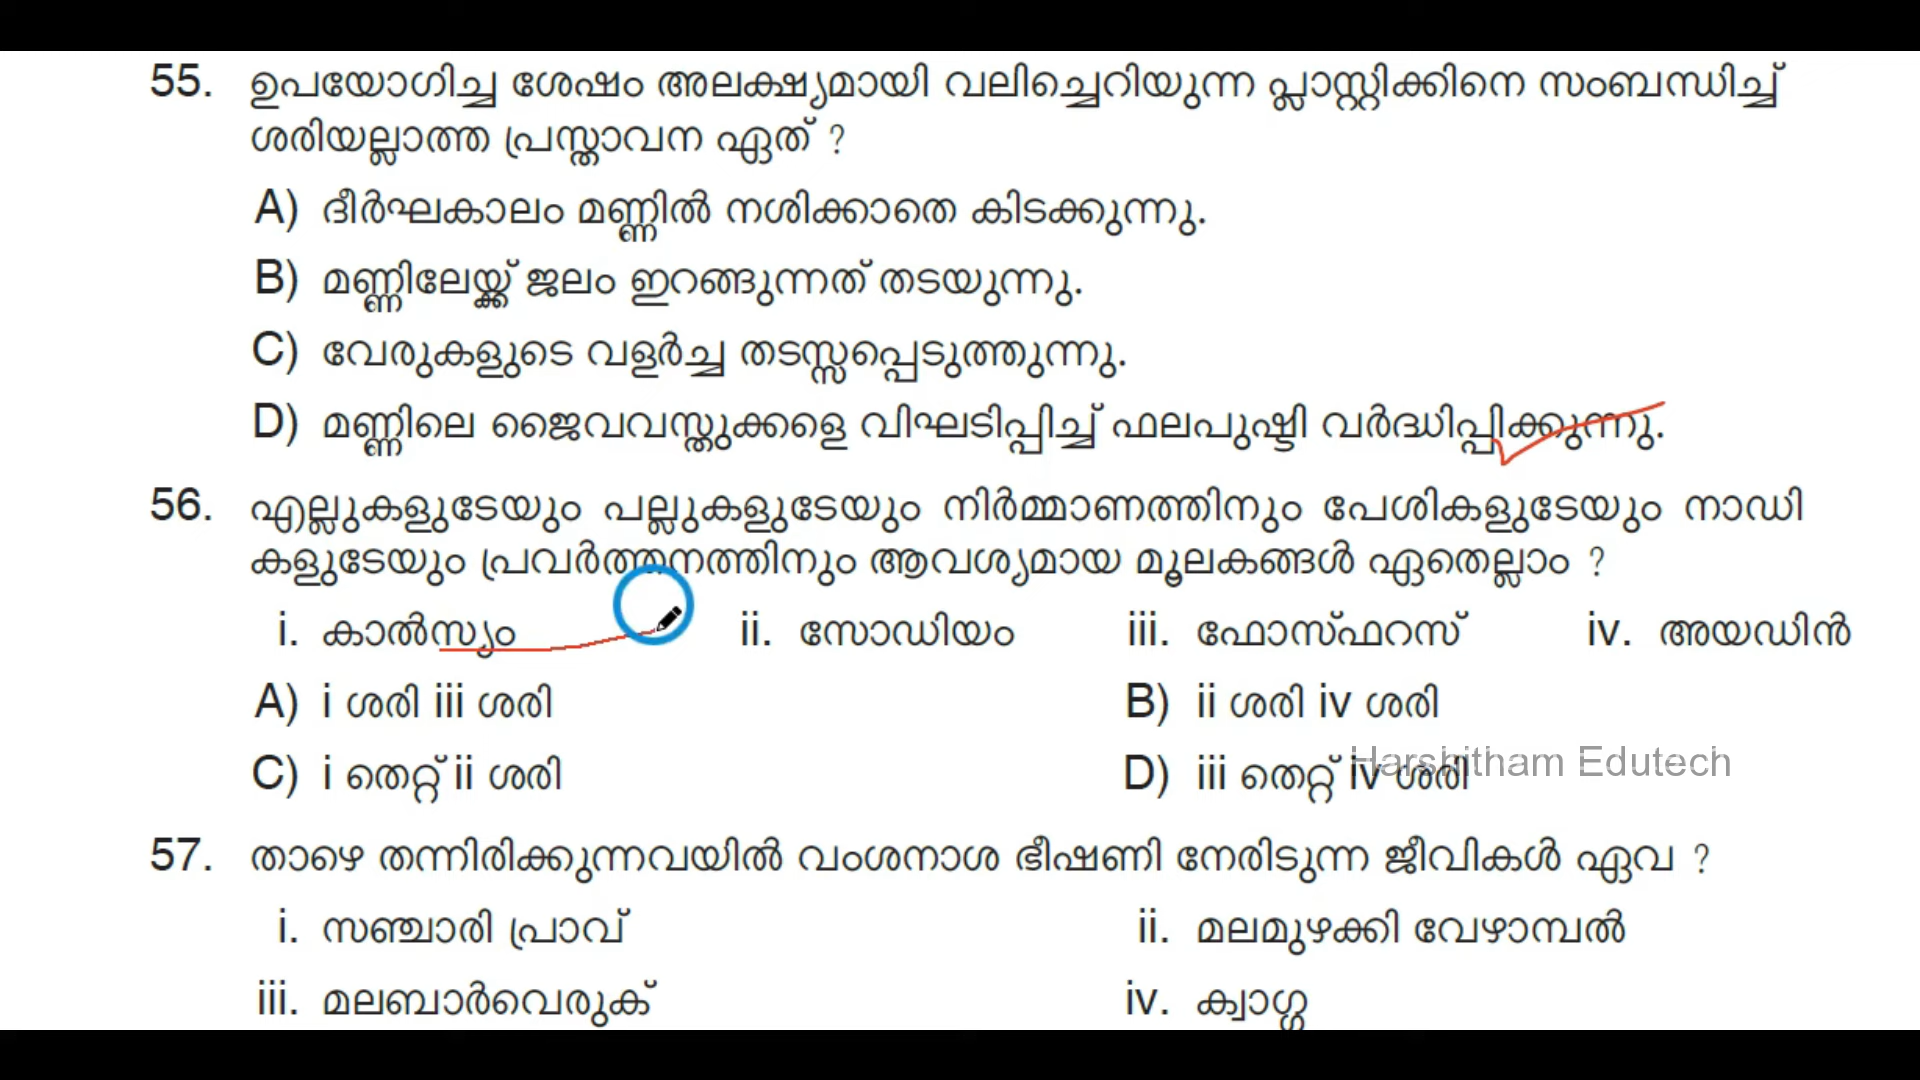 55. ഉപയോഗിച്ച ശേഷം അലക്ഷ്യമായി വലിച്ചെറിയുന്ന പ്ലാസ്റ്റിക്കിനെ സംബന്ധിച്ച്
ശരിയല്ലാത്ത പ്രസ്താവന ഏത് ?
A) ദീർഘകാലം മണ്ണിൽ നശിക്കാതെ കിടക്കുന്നു.
B) മണ്ണിലേയ്ക്ക് ജലം ഇറങ്ങുന്നത് തടയുന്നു.
C) വേരുകളുടെ വളർച്ച തടസ്സപ്പെടുത്തുന്നു.
D) മണ്ണിലെ ജൈവവസ്തുക്കളെ വിഘടിപ്പിച്ച് ഫലപുഷ്ടി വർദ്ധിപ്പിക്കുന്നു.
56. എല്ലുകളുടേയും പല്ലുകളുടേയും നിർമ്മാണത്തിനും പേശികളുടേയും നാഡി
കളുടേയും പ്രവർത്തനത്തിനും ആവശ്യമായ മൂലകങ്ങൾ ഏതെല്ലാം ?
i. കാൽസ്യം ii. സോഡിയം iii. ഫോസ്ഫറസ് iv. അയഡിൻ
A) i ശരി iii ശരി B) ii ശരി iv ശരി
Harshitham Edutech
C) i തെറ്റ് ii ശരി D) iii തെറ്റ് iv ശരി
57. താഴെ തന്നിരിക്കുന്നവയിൽ വംശനാശ ഭീഷണി നേരിടുന്ന ജീവികൾ ഏവ ?
i. സഞ്ചാരി പ്രാവ് ii. മലമുഴക്കി വേഴാമ്പൽ
iii. മലബാർവെരുക് iv. ക്വാഗ്ഗ